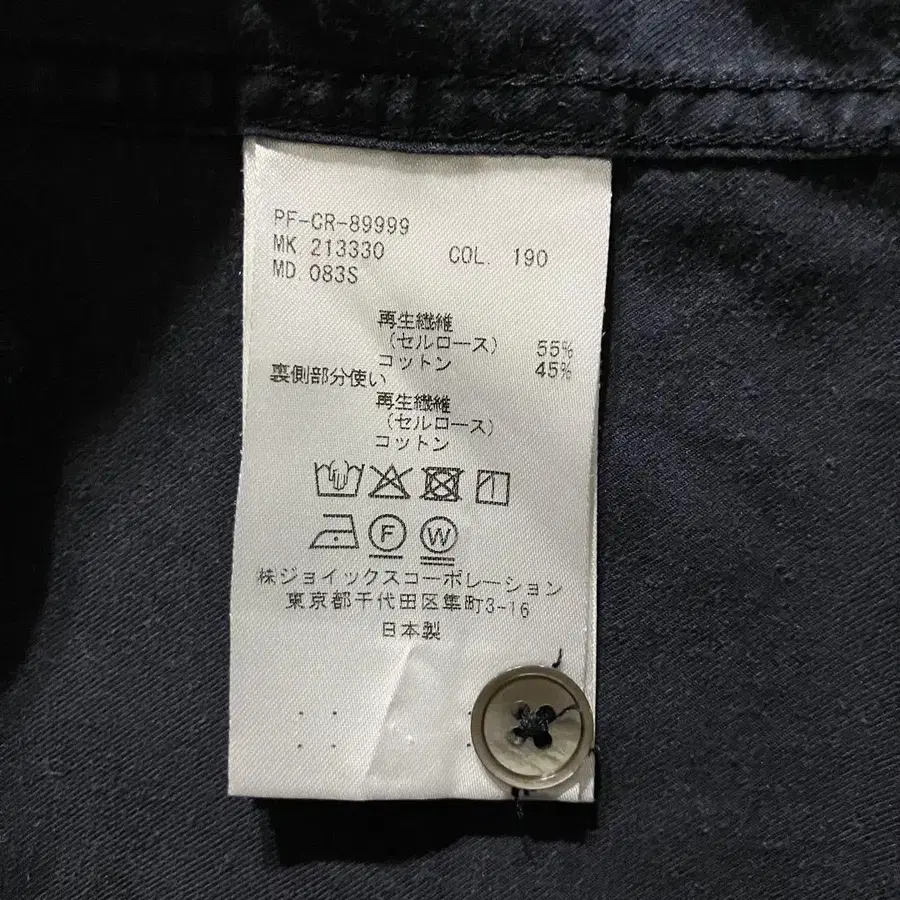 PF-CR-89999
MK 213330 COL. 190
MD. 083S
再生繊維
(セルロース) 55%
コットン 45%
裏側部分使い
再生繊維
(セルロース)
コットン
F W
株ジョイックスコーポレーション
東京都千代田区隼町3-16
日本製